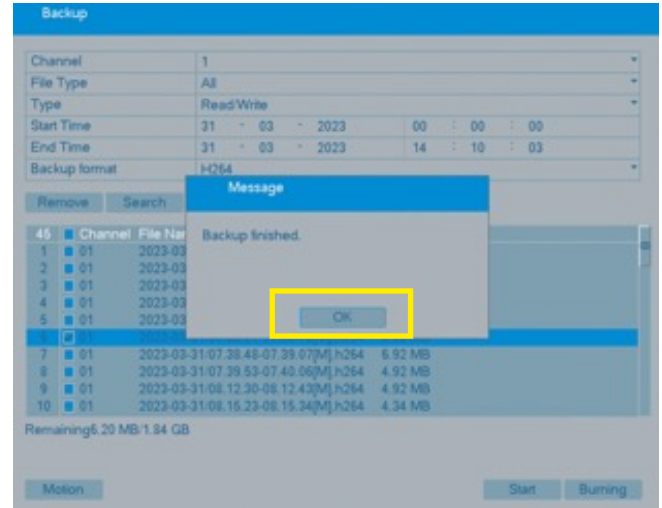 Backup
Channel 1
File Type All
Type Read/Write
Start Time 31 - 03 - 2023 00 : 00 : 00
End Time 31 - 03 - 2023 14 : 10 : 03
Backup format H264
Message
Remove Search
Backup finished.
45 Channel File Nar
1 01 2023-03
2 01 2023-03
3 01 2023-03
4 01 2023-03
5 01 2023-03
OK
7 01 2023-03-31/07.38.48-07.39.07[M].h264 6.92 MB
8 01 2023-03-31/07.39.53-07.40.06[M].h264 4.92 MB
9 01 2023-03-31/08.12.30-08.12.43[M].h264 4.92 MB
10 01 2023-03-31/08.15.23-08.15.34[M].h264 4.34 MB
Remaining6.20 MB/1.84 GB
Motion Start Burning